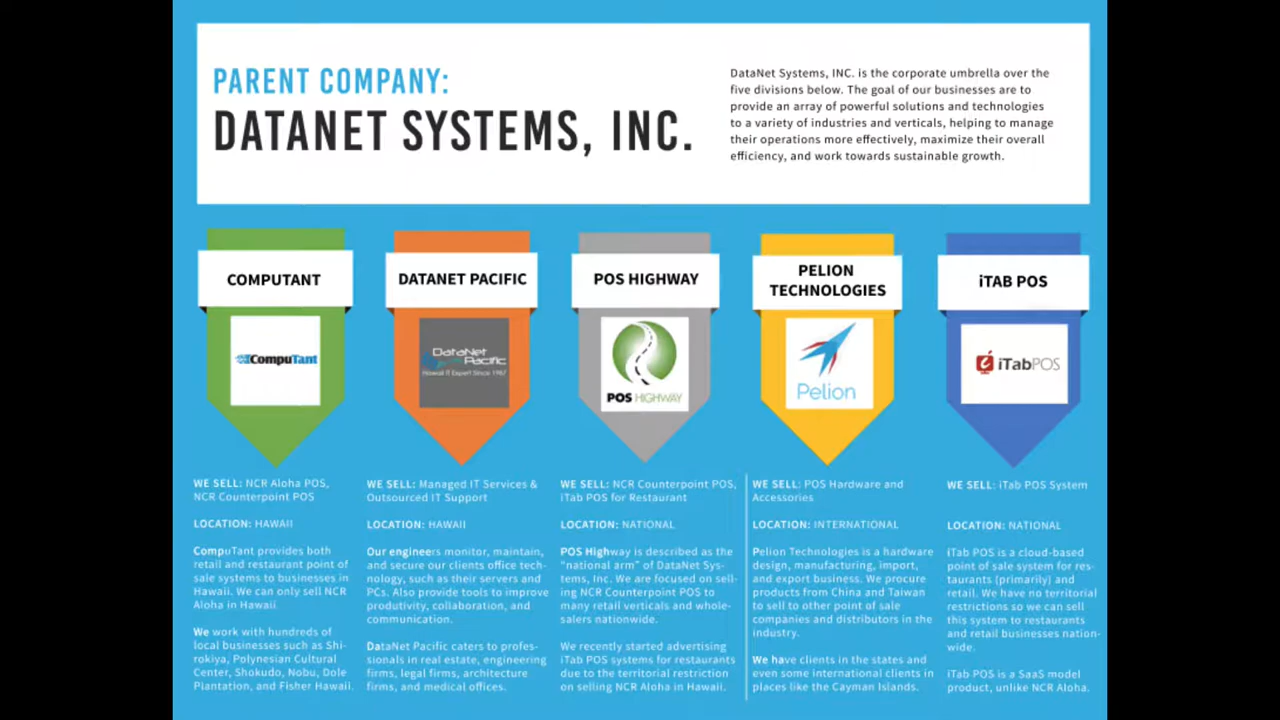 PARENT COMPANY:
DATANET SYSTEMS, INC.
DataNet Systems, INC. is the corporate umbrella over the
five divisions below. The goal of our businesses are to
provide an array of powerful solutions and technologies
to a variety of industries and verticals, helping to manage
their operations more effectively, maximize their overall
efficiency, and work towards sustainable growth.
COMPUTANT
CompuTant
WE SELL: NCR Aloha POS,
NCR Counterpoint POS
LOCATION: HAWAII
CompuTant provides both
retail and restaurant point of
sale systems to businesses in
Hawaii. We can only sell NCR
Aloha in Hawaii.
We work with hundreds of
local businesses such as Shi-
rokiya, Polynesian Cultural
Center, Shokudo, Nobu, Dole
Plantation, and Fisher Hawaii.
DATANET PACIFIC
DataNet
Pacific
Hawaii IT Expert Since 1987
WE SELL: Managed IT Services &
Outsourced IT Support
LOCATION: HAWAII
Our engineers monitor, maintain,
and secure our clients office tech-
nology, such as their servers and
PCs. Also provide tools to improve
produtivity, collaboration, and
communication.
DataNet Pacific caters to profes-
sionals in real estate, engineering
firms, legal firms, architecture
firms, and medical offices.
POS HIGHWAY
POS HIGHWAY
WE SELL: NCR Counterpoint POS,
iTab POS for Restaurant
LOCATION: NATIONAL
POS Highway is described as the
"national arm" of DataNet Sys-
tems, Inc. We are focused on sell-
ing NCR Counterpoint POS to
many retail verticals and whole-
salers nationwide.
We recently started advertising
iTab POS systems for restaurants
due to the territorial restriction
on selling NCR Aloha in Hawaii.
PELION
TECHNOLOGIES
Pelion
WE SELL: POS Hardware and
Accessories
LOCATION: INTERNATIONAL
Pelion Technologies is a hardware
design, manufacturing, import,
and export business. We procure
products from China and Taiwan
to sell to other point of sale
companies and distributors in the
industry.
We have clients in the states and
even some international clients in
places like the Cayman Islands.
iTAB POS
iTabPOS
WE SELL: iTab POS System
LOCATION: NATIONAL
iTab POS is a cloud-based
point of sale system for res-
taurants (primarily) and
retail. We have no territorial
restrictions so we can sell
this system to restaurants
and retail businesses nation-
wide.
iTab POS is a SaaS model
product, unlike NCR Aloha.